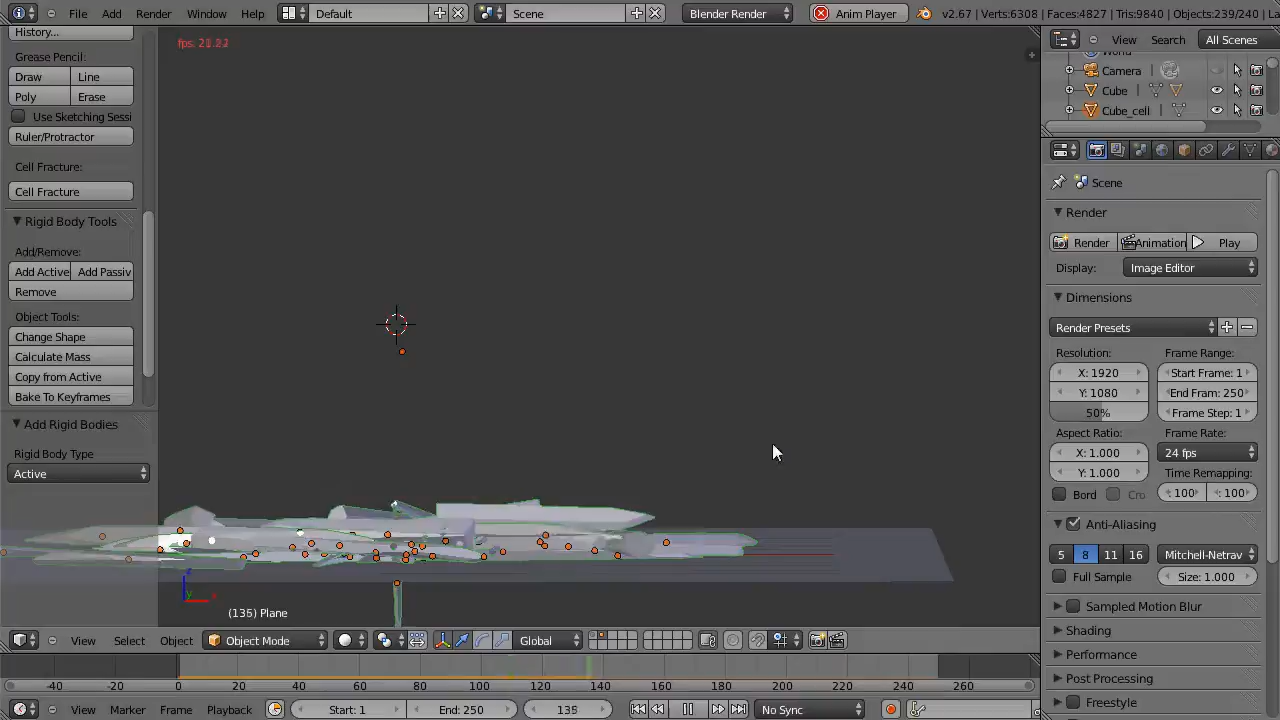 File Add Render Window Help Default Scene Blender Render Anim Player v2.67 | Verts:6308 | Faces:4827 | Tris:9840 | Objects:239/240 | La
History...
Grease Pencil:
Draw Line
Poly Erase
Use Sketching Sessi
Ruler/Protractor
Cell Fracture:
Cell Fracture
Rigid Body Tools
Add/Remove:
Add Active Add Passiv
Remove
Object Tools:
Change Shape
Calculate Mass
Copy from Active
Bake To Keyframes
Add Rigid Bodies
Rigid Body Type
Active
(135) Plane
View Select Object Object Mode Global
-40 -20 0 20 40 60 80 100 120 140 160 180 200 220 240 260
View Marker Frame Playback Start: 1 End: 250 135 No Sync
View Search All Scenes
Camera
Cube
Cube_cell
Scene
Render
Render Animation Play
Display: Image Editor
Dimensions
Render Presets
Resolution: Frame Range:
X: 1920 Start Frame: 1
Y: 1080 End Fram: 250
50% Frame Step: 1
Aspect Ratio: Frame Rate:
X: 1.000 24 fps
Y: 1.000 Time Remapping:
Bord Cro : 100 : 100
Anti-Aliasing
5 8 11 16 Mitchell-Netrav
Full Sample Size: 1.000
Sampled Motion Blur
Shading
Performance
Post Processing
Freestyle